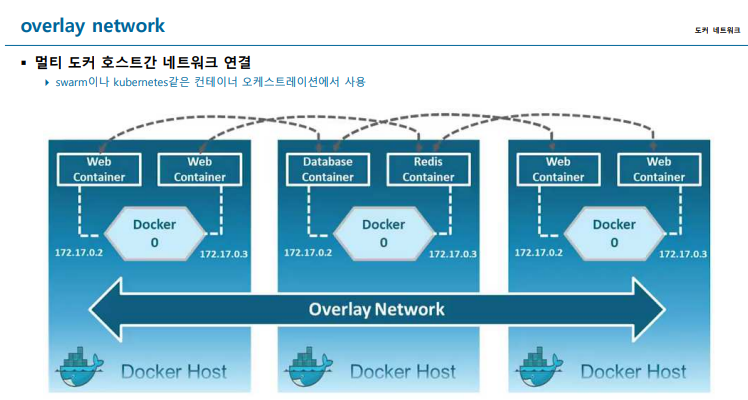 overlay network
도커 네트워크
▪ 멀티 도커 호스트간 네트워크 연결
swarm이나 kubernetes같은 컨테이너 오케스트레이션에서 사용
Web
Container
Web
Container
Database
Container
Redis
Container
Web
Container
Web
Container
Docker
0
Docker
0
Docker
0
172.17.0.2
172.17.0.3
172.17.0.2
172.17.0.3
172.17.0.2
172.17.0.3
Overlay Network
Docker Host
Docker Host
Docker Host